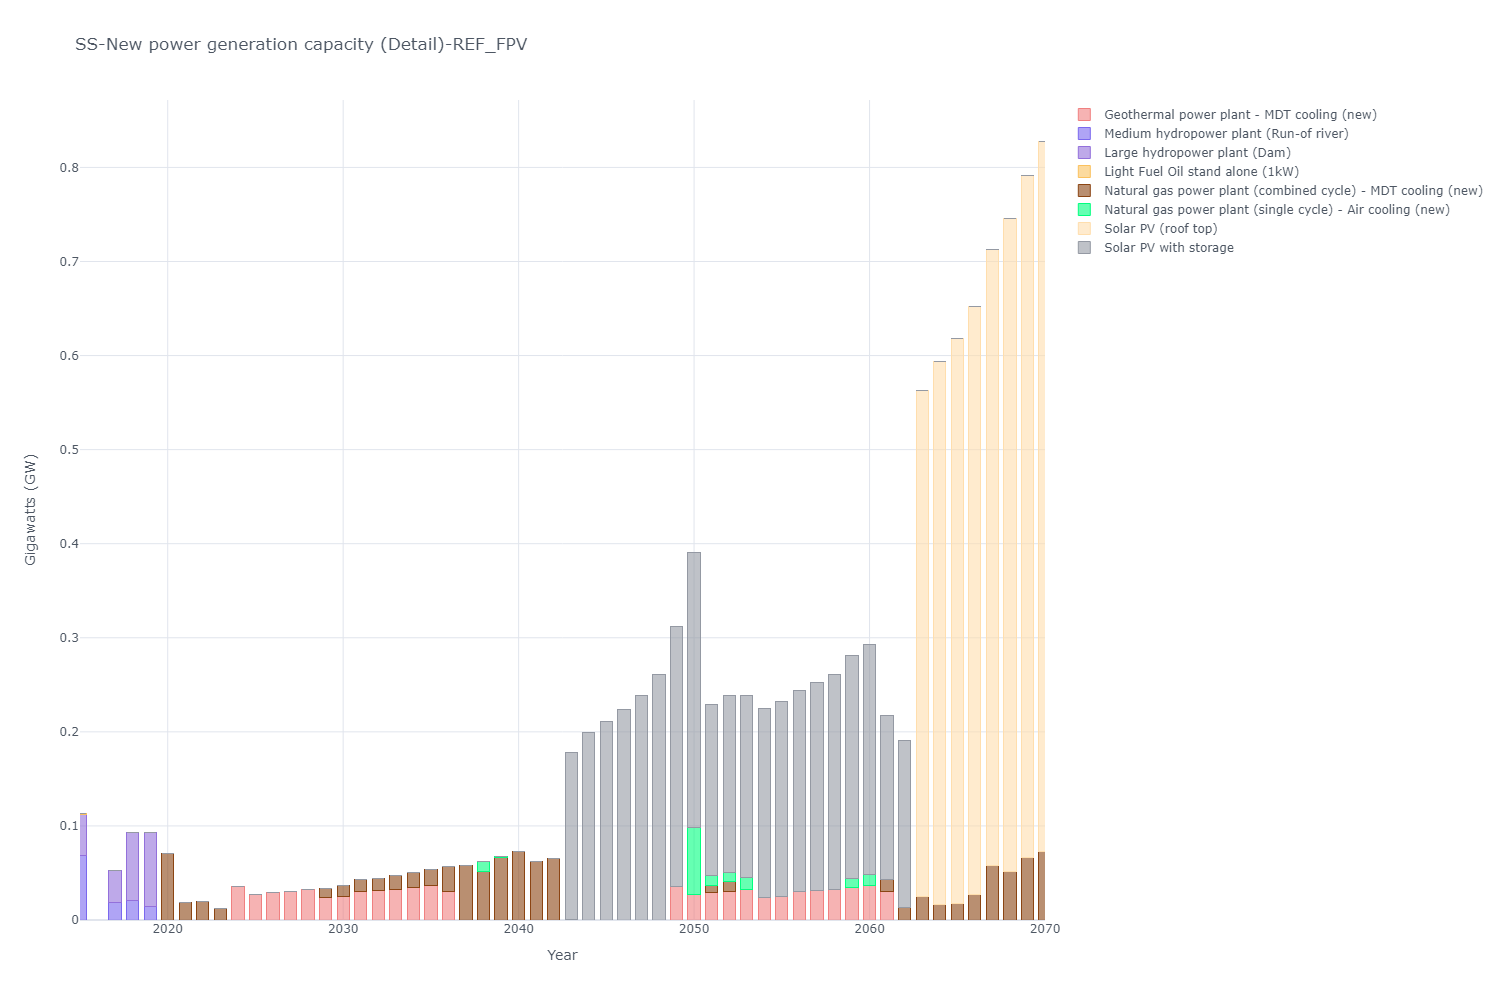 SS-New power generation capacity (Detail)-REF_FPV
Geothermal power plant - MDT cooling (new)
Medium hydropower plant (Run-of river)
Large hydropower plant (Dam)
Light Fuel Oil stand alone (1kW)
Natural gas power plant (combined cycle) - MDT cooling (new)
Natural gas power plant (single cycle) - Air cooling (new)
Solar PV (roof top)
Solar PV with storage
0.8
0.7
0.6
0.5
0.4
0.3
0.2
0.1
0
Gigawatts (GW)
2020
2030
2040
2050
2060
2070
Year